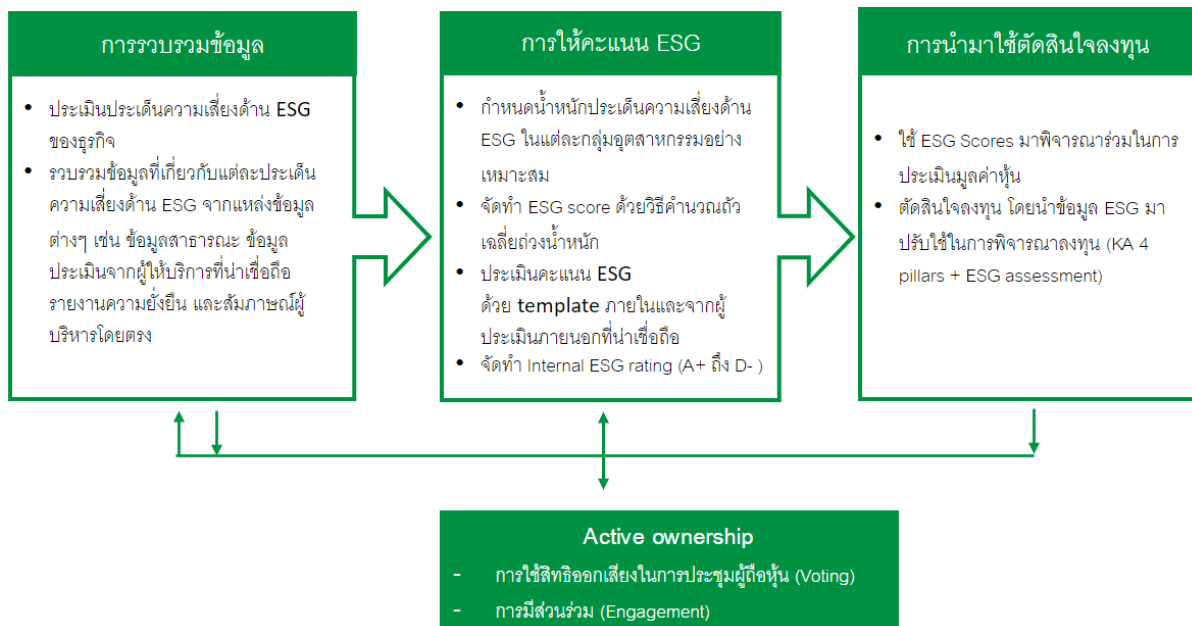 การรวบรวมข้อมูล
• ประเมินประเด็นความเสี่ยงด้าน ESG
ของธุรกิจ
• รวบรวมข้อมูลที่เกี่ยวกับแต่ละประเด็น
ความเสี่ยงด้าน ESG จากแหล่งข้อมูล
ต่างๆ เช่น ข้อมูลสาธารณะ ข้อมูล
ประเมินจากผู้ให้บริการที่น่าเชื่อถือ
รายงานความยั่งยืน และสัมภาษณ์ผู้
บริหารโดยตรง
การให้คะแนน ESG
• กำหนดน้ำหนักประเด็นความเสี่ยงด้าน
ESG ในแต่ละกลุ่มอุตสาหกรรมอย่าง
เหมาะสม
• จัดทำ ESG score ด้วยวิธีคำนวณถัว
เฉลี่ยถ่วงน้ำหนัก
• ประเมินคะแนน ESG
ด้วย template ภายในและจากผู้
ประเมินภายนอกที่น่าเชื่อถือ
• จัดทำ Internal ESG rating (A+ ถึง D- )
การนำมาใช้ตัดสินใจลงทุน
• ใช้ ESG Scores มาพิจารณาร่วมในการ
ประเมินมูลค่าหุ้น
• ตัดสินใจลงทุน โดยนำข้อมูล ESG มา
ปรับใช้ในการพิจารณาลงทุน (KA 4
pillars + ESG assessment)
Active ownership
- การใช้สิทธิออกเสียงในการประชุมผู้ถือหุ้น (Voting)
- การมีส่วนร่วม (Engagement)